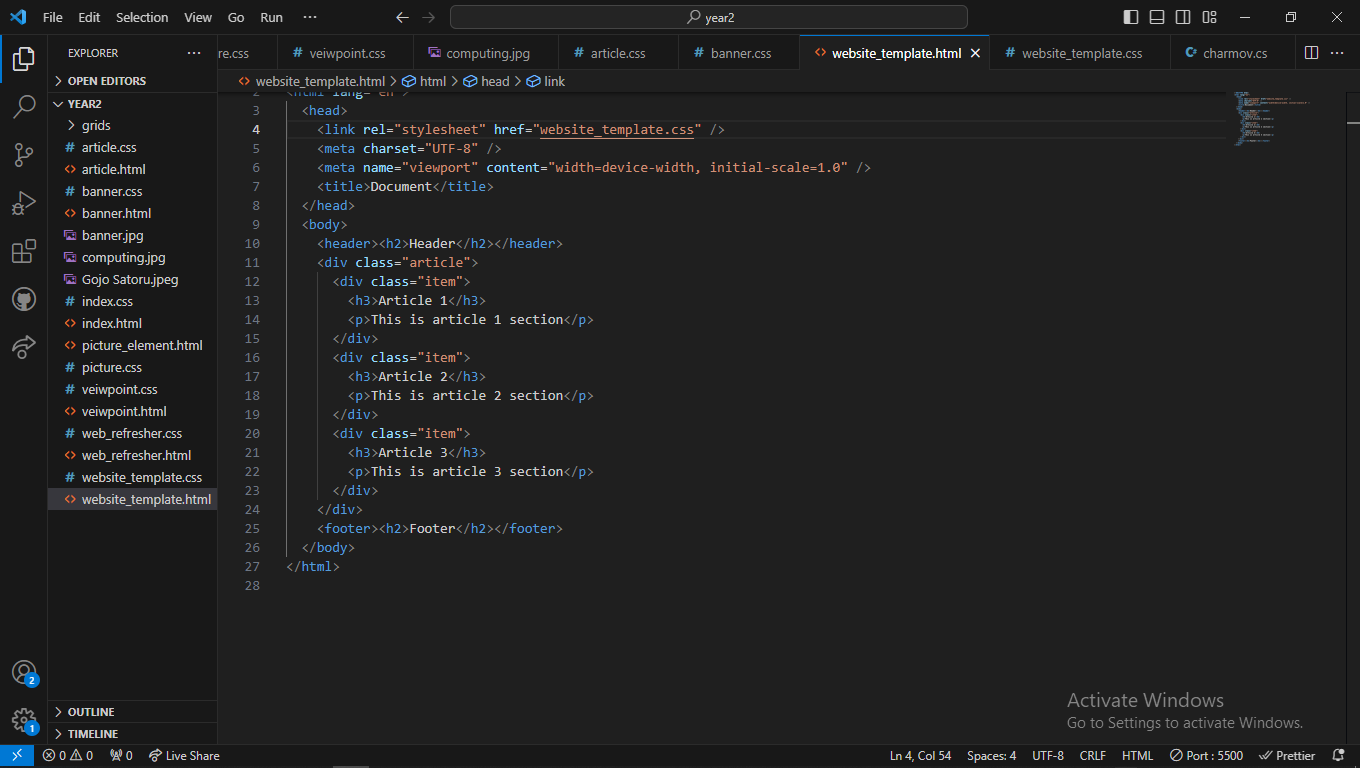 File Edit Selection View Go Run ··· year2
EXPLORER ···
re.css veiwpoint.css computing.jpg article.css banner.css website_template.html website_template.css charmov.cs ···
OPEN EDITORS
website_template.html > html > head > link
YEAR2
grids
article.css
article.html
banner.css
banner.html
banner.jpg
computing.jpg
Gojo Satoru.jpeg
index.css
index.html
picture_element.html
picture.css
veiwpoint.css
veiwpoint.html
web_refresher.css
web_refresher.html
website_template.css
website_template.html
OUTLINE
TIMELINE
2 <html lang="en">
3 <head>
4 <link rel="stylesheet" href="website_template.css" />
5 <meta charset="UTF-8" />
6 <meta name="viewport" content="width=device-width, initial-scale=1.0" />
7 <title>Document</title>
8 </head>
9 <body>
10 <header><h2>Header</h2></header>
11 <div class="article">
12 <div class="item">
13 <h3>Article 1</h3>
14 <p>This is article 1 section</p>
15 </div>
16 <div class="item">
17 <h3>Article 2</h3>
18 <p>This is article 2 section</p>
19 </div>
20 <div class="item">
21 <h3>Article 3</h3>
22 <p>This is article 3 section</p>
23 </div>
24 </div>
25 <footer><h2>Footer</h2></footer>
26 </body>
27 </html>
28
Activate Windows
Go to Settings to activate Windows.
2
1
0 0 0 Live Share Ln 4, Col 54 Spaces: 4 UTF-8 CRLF HTML Port : 5500 Prettier